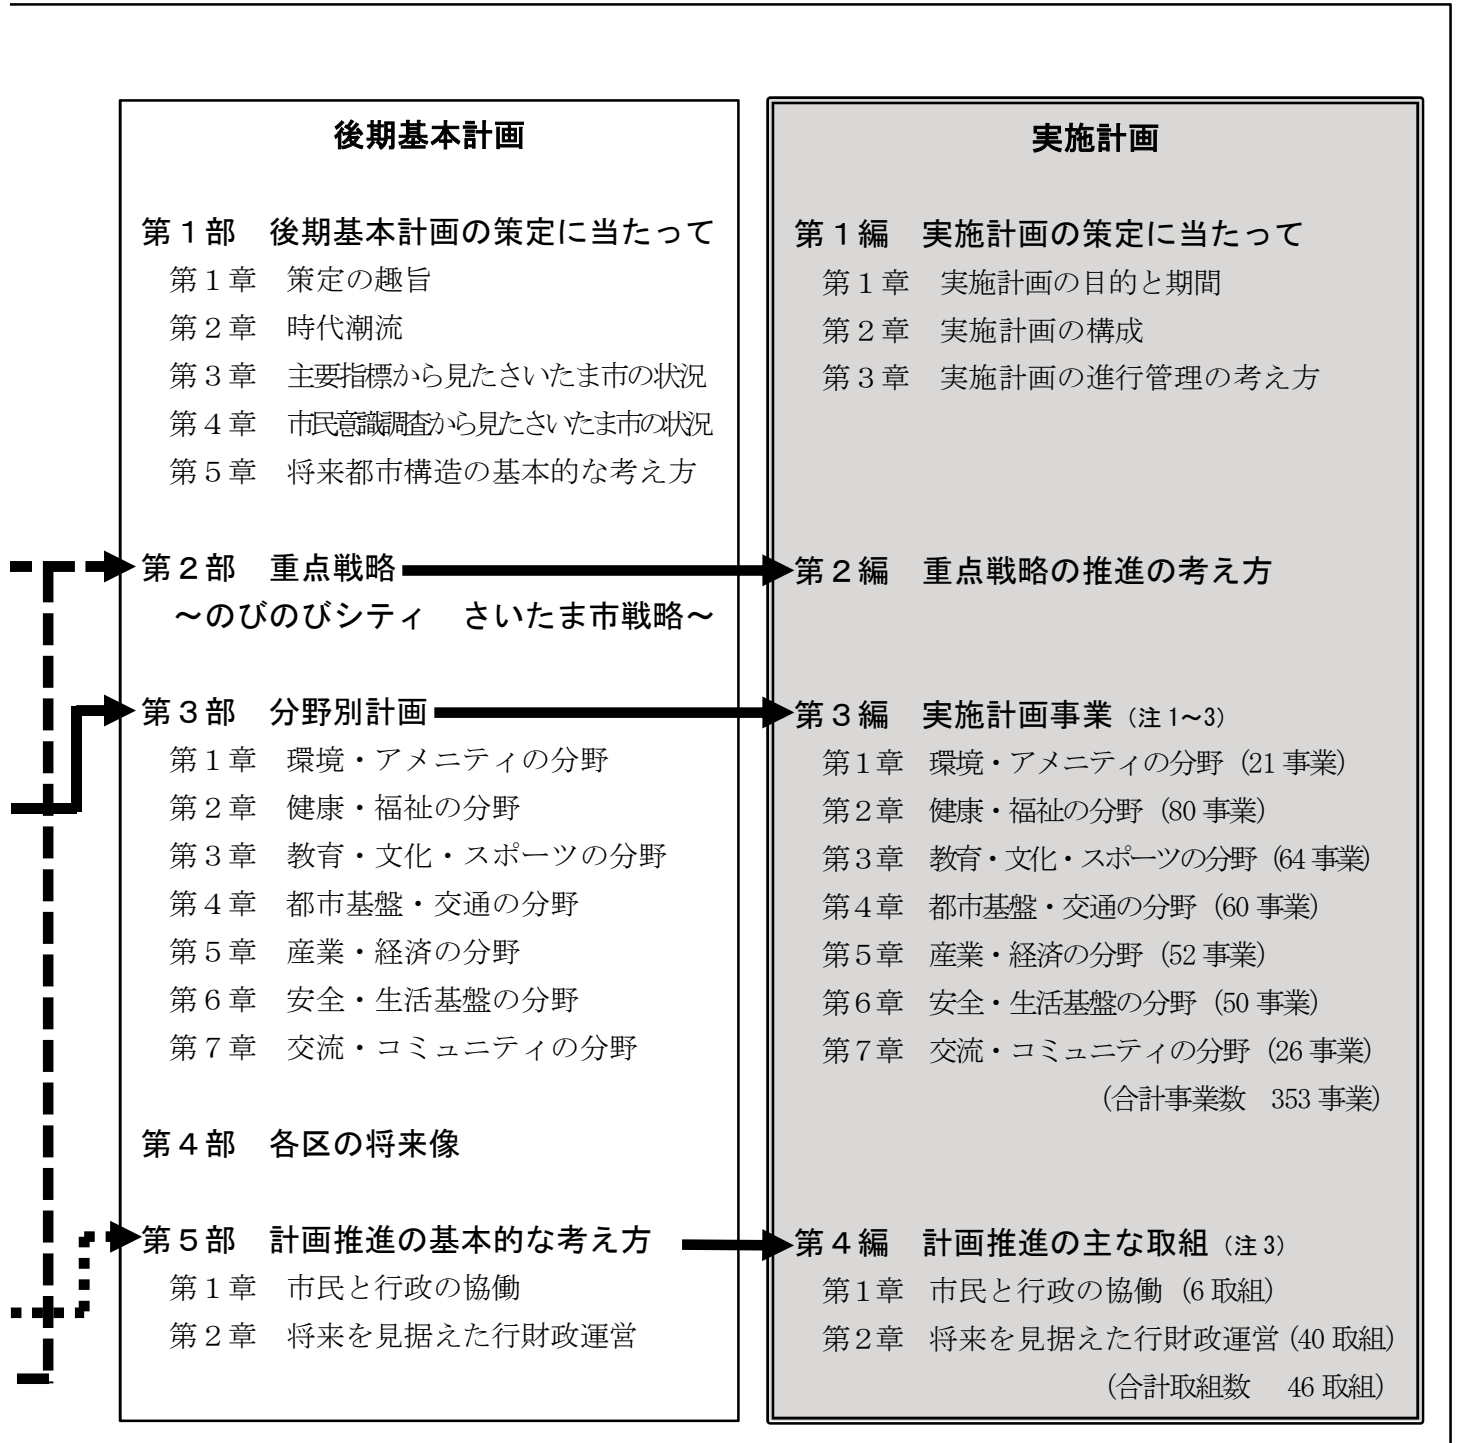 後期基本計画
第１部　後期基本計画の策定に当たって
第１章　策定の趣旨
第２章　時代潮流
第３章　主要指標から見たさいたま市の状況
第４章　市民意識調査から見たさいたま市の状況
第５章　将来都市構造の基本的な考え方
第２部　重点戦略
～のびのびシティ　さいたま市戦略～
第３部　分野別計画
第１章　環境・アメニティの分野
第２章　健康・福祉の分野
第３章　教育・文化・スポーツの分野
第４章　都市基盤・交通の分野
第５章　産業・経済の分野
第６章　安全・生活基盤の分野
第７章　交流・コミュニティの分野
第４部　各区の将来像
第５部　計画推進の基本的な考え方
第１章　市民と行政の協働
第２章　将来を見据えた行財政運営
実施計画
第１編　実施計画の策定に当たって
第１章　実施計画の目的と期間
第２章　実施計画の構成
第３章　実施計画の進行管理の考え方
第２編　重点戦略の推進の考え方
第３編　実施計画事業（注1～3）
第１章　環境・アメニティの分野（21事業）
第２章　健康・福祉の分野（80事業）
第３章　教育・文化・スポーツの分野（64事業）
第４章　都市基盤・交通の分野（60事業）
第５章　産業・経済の分野（52事業）
第６章　安全・生活基盤の分野（50事業）
第７章　交流・コミュニティの分野（26事業）
（合計事業数　353事業）
第４編　計画推進の主な取組（注3）
第１章　市民と行政の協働（6取組）
第２章　将来を見据えた行財政運営（40取組）
（合計取組数　46取組）